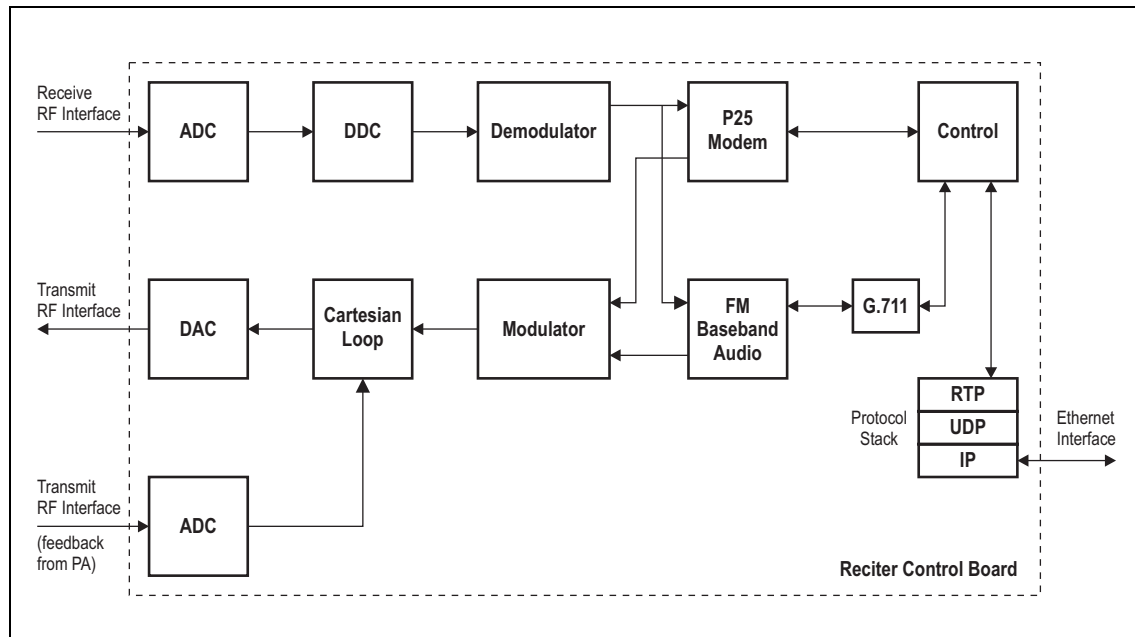 Receive
RF Interface
ADC
DDC
Demodulator
P25
Modem
Control
Transmit
RF Interface
DAC
Cartesian
Loop
Modulator
FM
Baseband
Audio
G.711
Protocol
Stack
RTP
UDP
IP
Ethernet
Interface
Transmit
RF Interface
(feedback
from PA)
ADC
Reciter Control Board